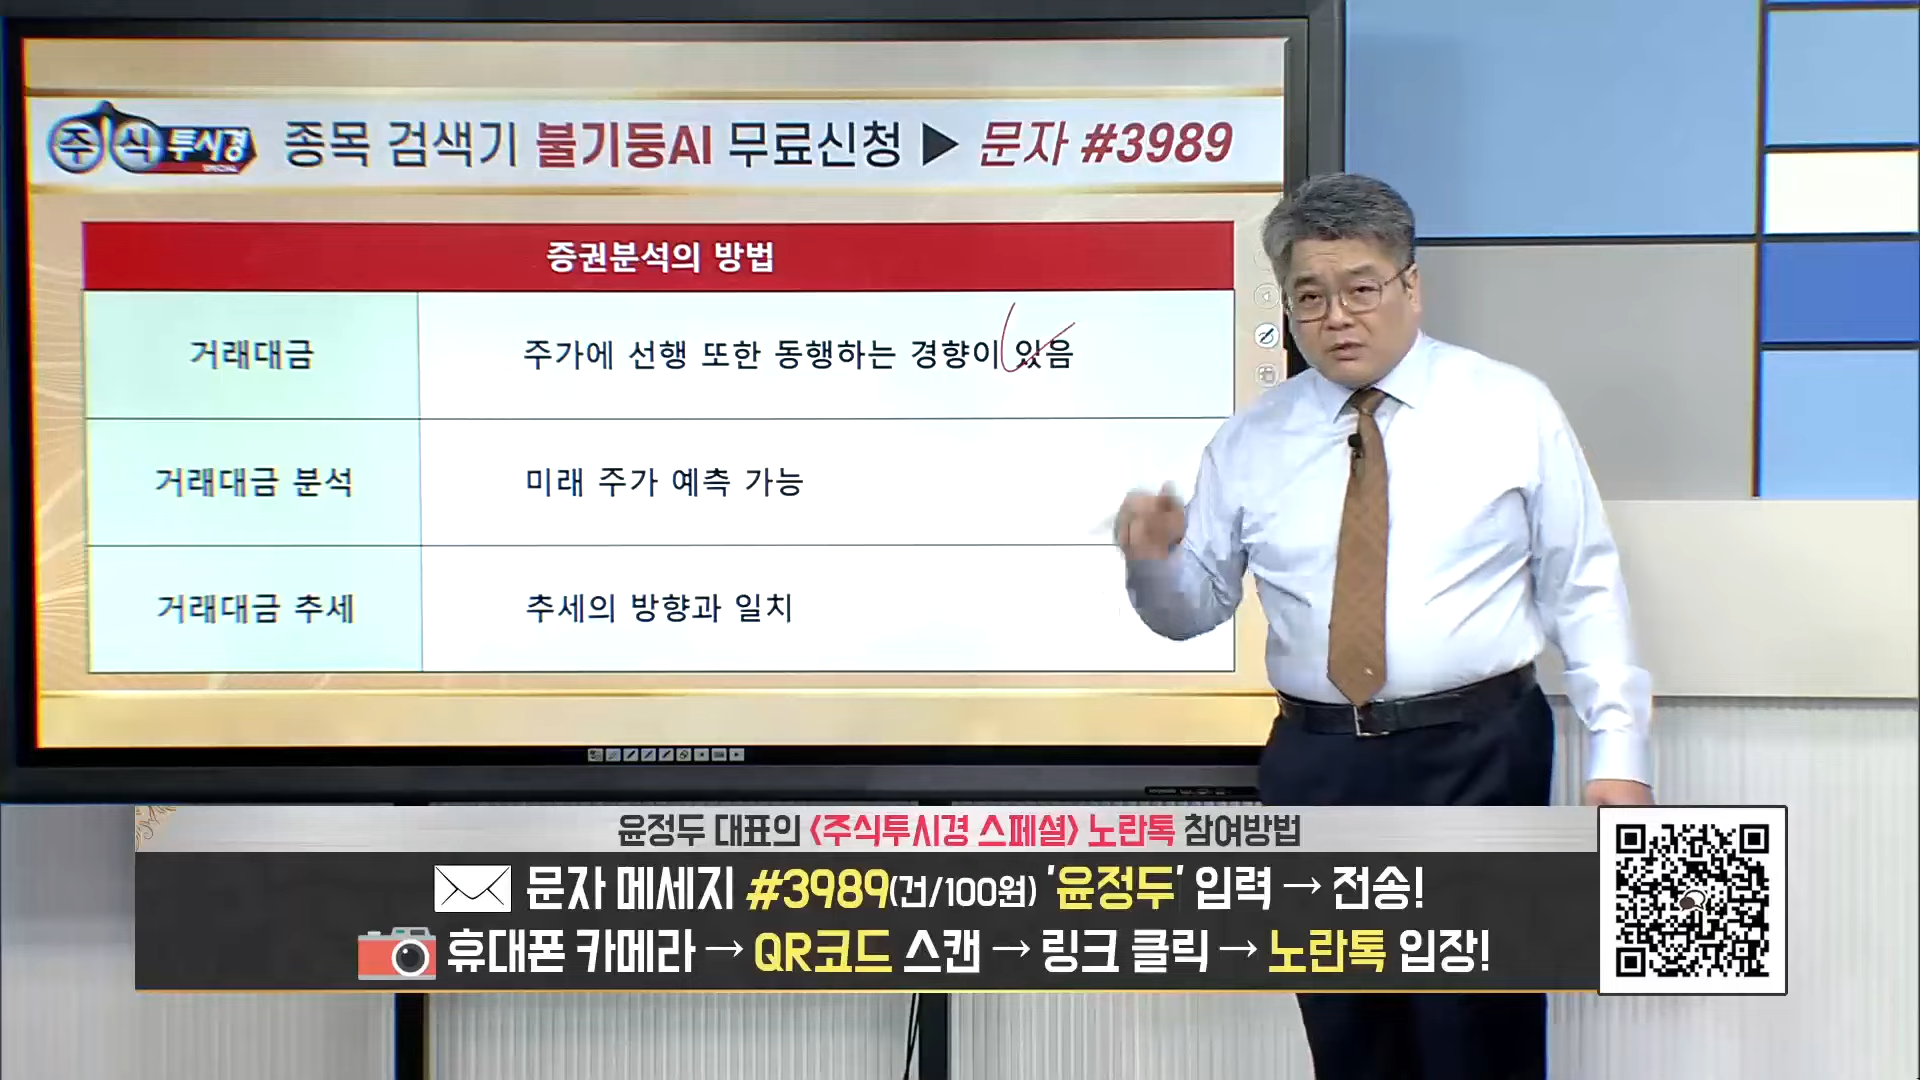 주식투시경 SPECIAL
종목 검색기 불기둥AI 무료신청 ▶ 문자 #3989
증권분석의 방법
거래대금
주가에 선행 또한 동행하는 경향이 있음
거래대금 분석
미래 주가 예측 가능
거래대금 추세
추세의 방향과 일치
윤정두 대표의 <주식투시경 스페셜> 노란톡 참여방법
문자 메세지 #3989(건/100원) '윤정두' 입력 → 전송!
휴대폰 카메라 → QR코드 스캔 → 링크 클릭 → 노란톡 입장!